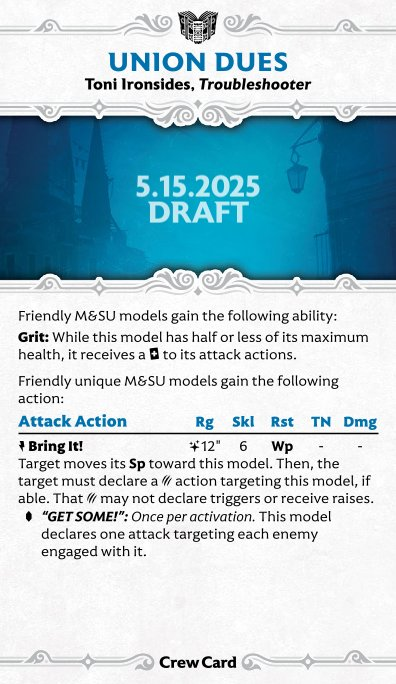 UNION DUES
Toni Ironsides, Troubleshooter
5.15.2025
DRAFT
Friendly M&SU models gain the following ability:
Grit: While this model has half or less of its maximum
health, it receives a to its attack actions.
Friendly unique M&SU models gain the following
action:
Attack Action Rg Skl Rst TN Dmg
Bring It! 12" 6 Wp - -
Target moves its Sp toward this model. Then, the
target must declare a action targeting this model, if
able. That may not declare triggers or receive raises.
"GET SOME!": Once per activation. This model
declares one attack targeting each enemy
engaged with it.
Crew Card